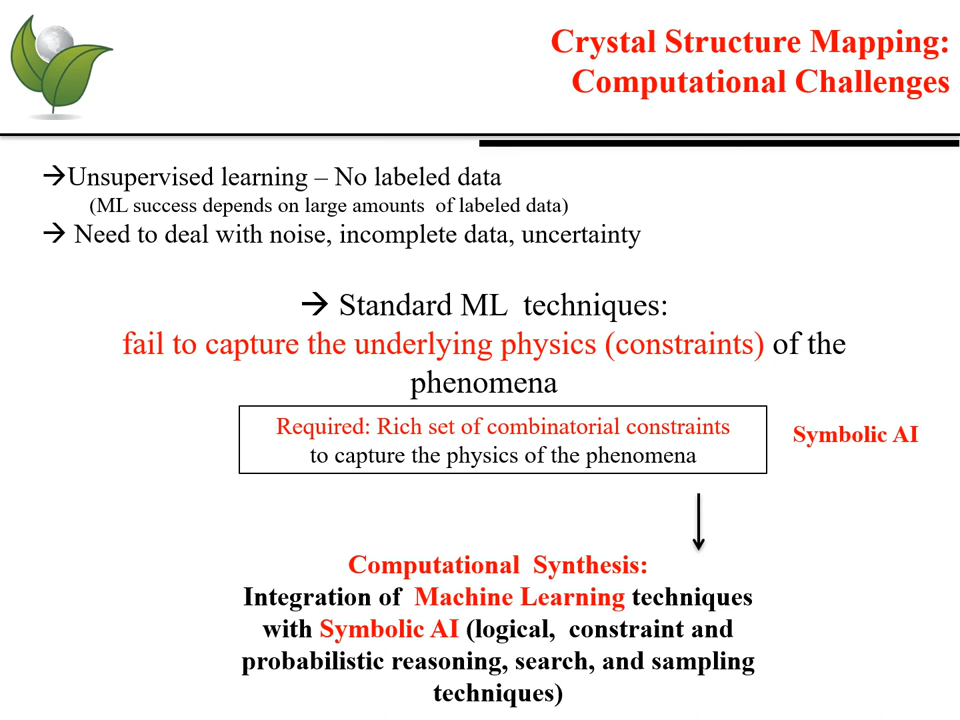 Crystal Structure Mapping:
Computational Challenges
→Unsupervised learning – No labeled data
(ML success depends on large amounts of labeled data)
→ Need to deal with noise, incomplete data, uncertainty
→ Standard ML techniques:
fail to capture the underlying physics (constraints) of the
phenomena
Required: Rich set of combinatorial constraints
to capture the physics of the phenomena
Symbolic AI
Computational Synthesis:
Integration of Machine Learning techniques
with Symbolic AI (logical, constraint and
probabilistic reasoning, search, and sampling
techniques)